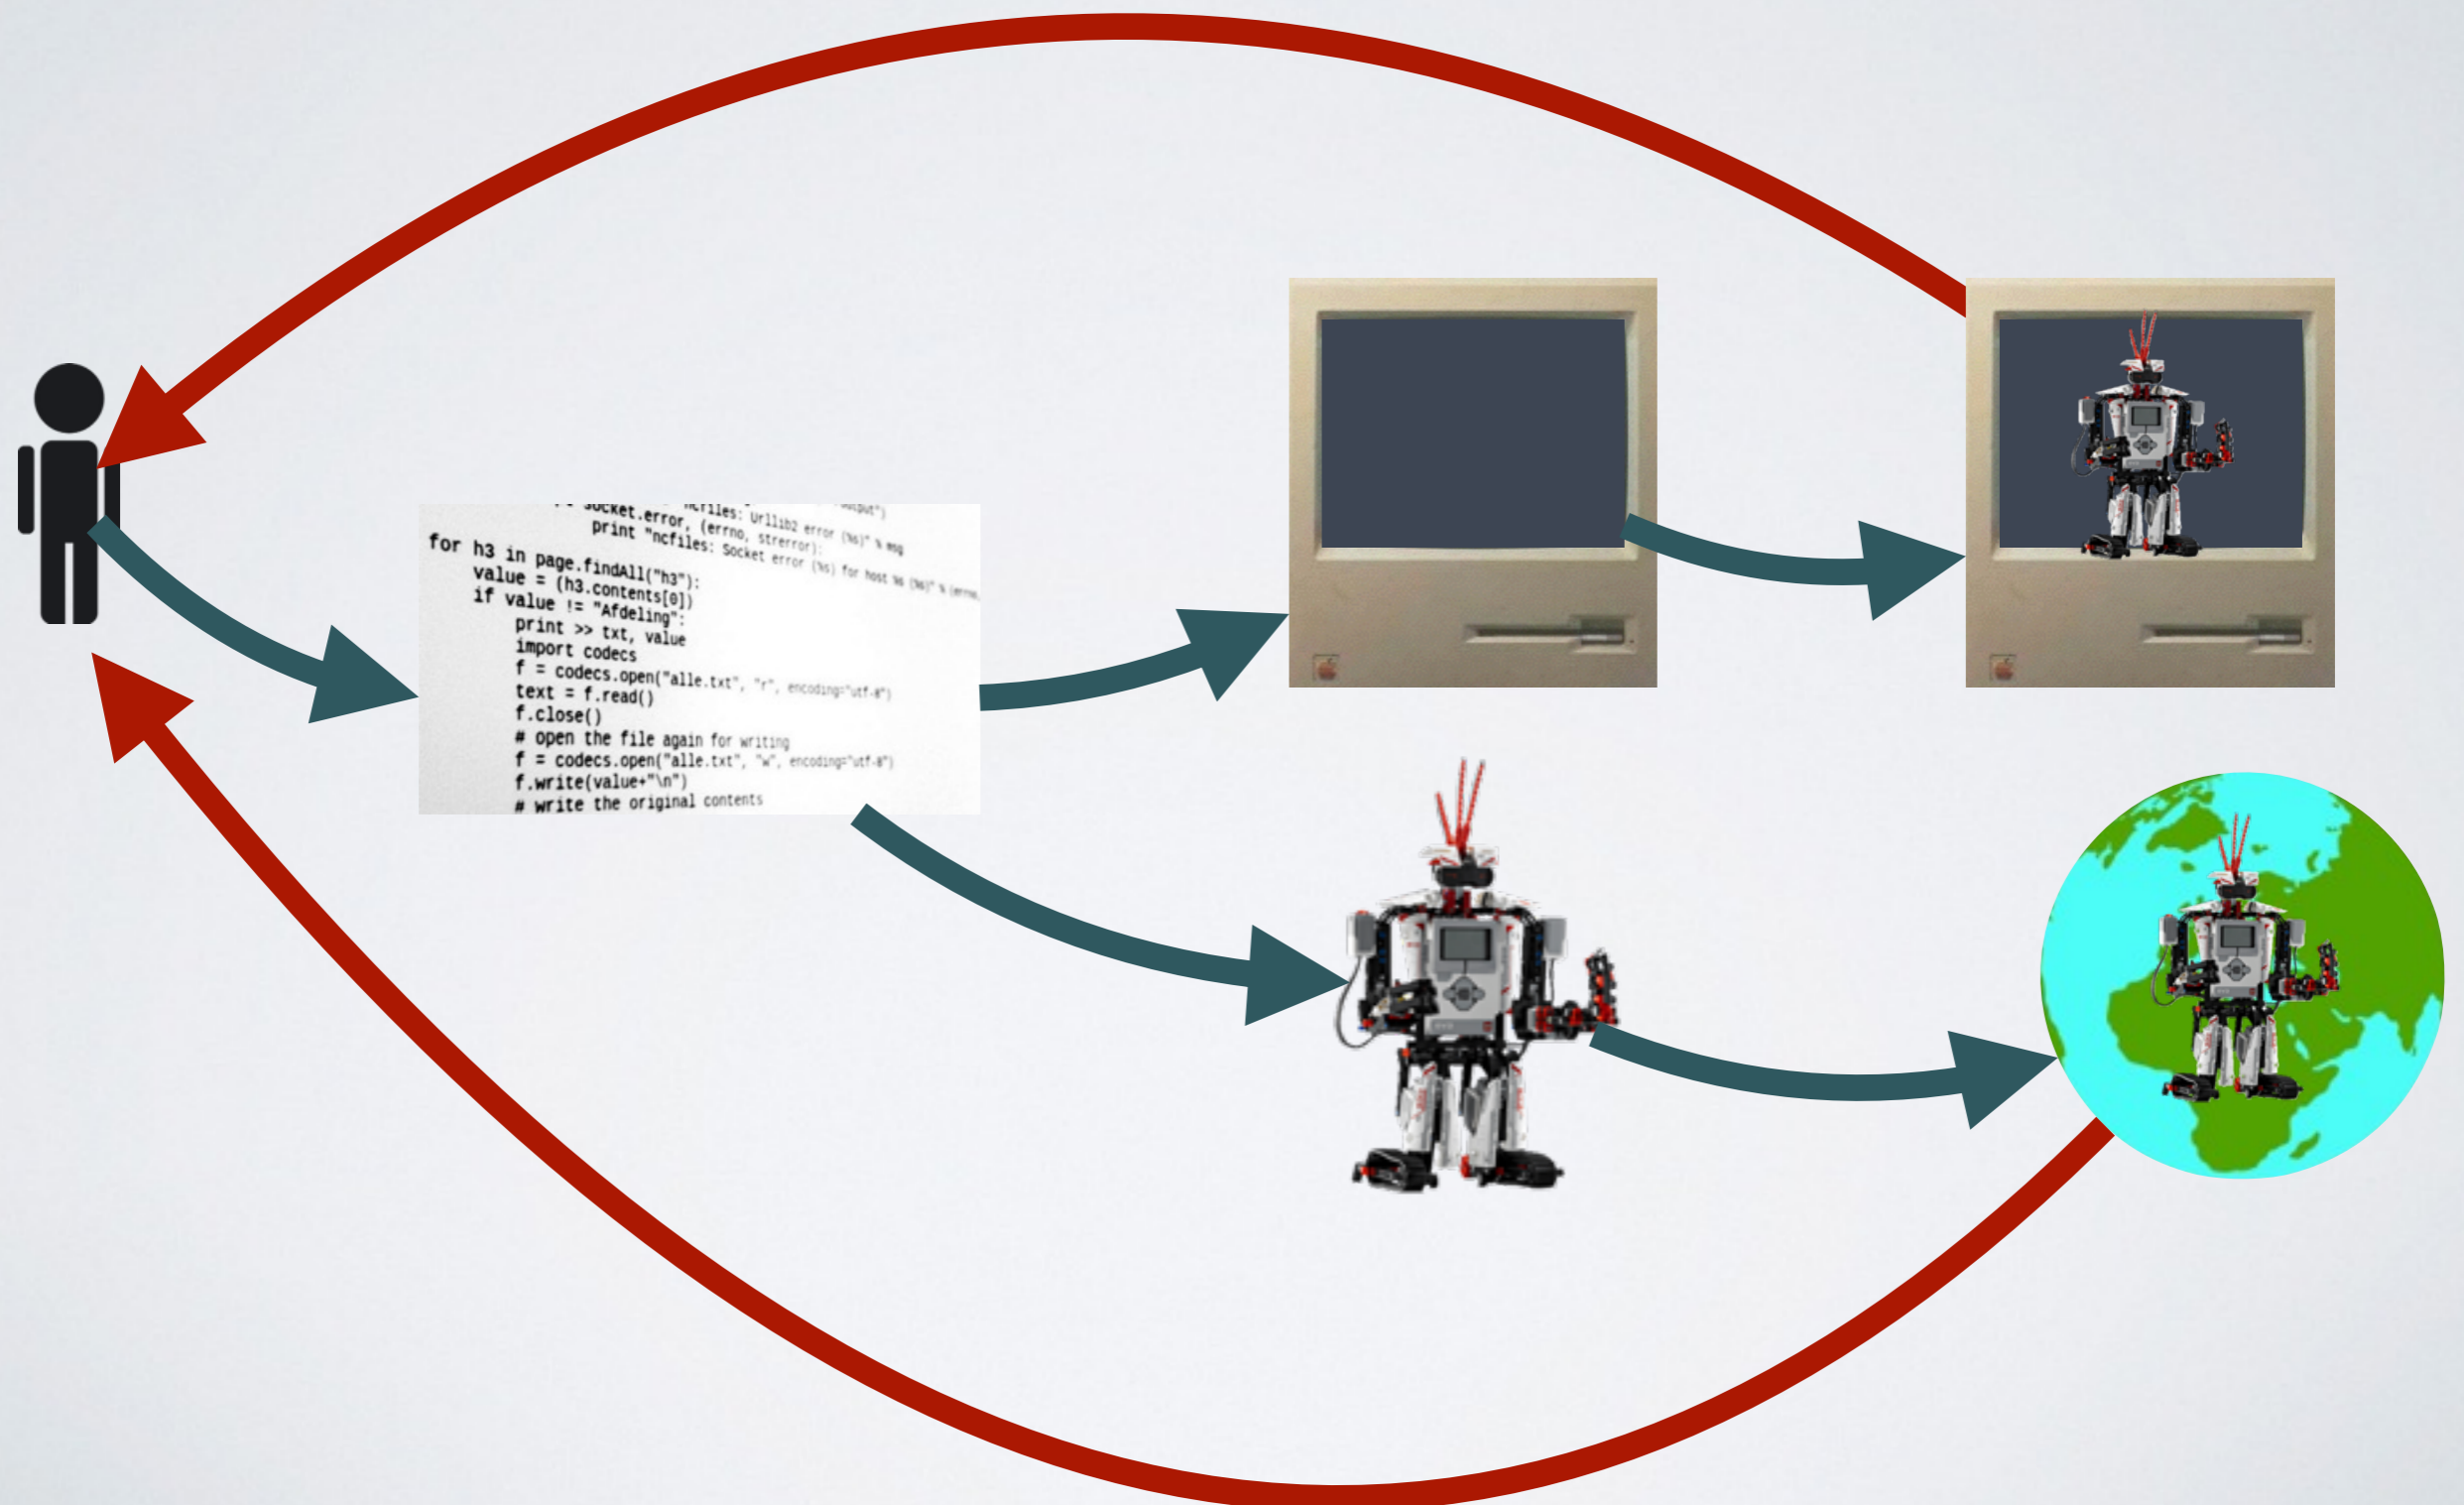 socket.error, (errno, strerror):
print "ncfiles: Socket error (%s) for host %s (%s)" % (errno,
for h3 in page.findAll("h3"):
value = (h3.contents[0])
if value != "Afdeling":
print >> txt, value
import codecs
f = codecs.open("alle.txt", "r", encoding="utf-8")
text = f.read()
f.close()
# open the file again for writing
f = codecs.open("alle.txt", "w", encoding="utf-8")
f.write(value+"\n")
# write the original contents